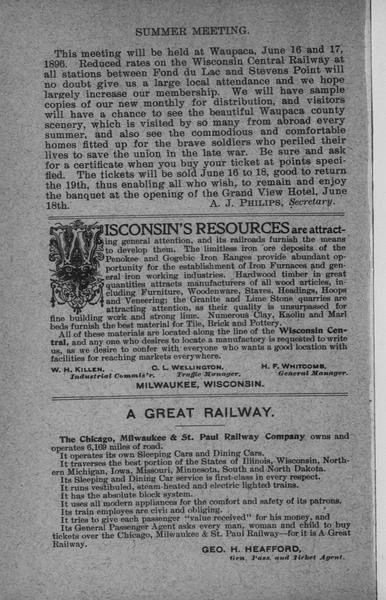 SUMMER MEETING.
This meeting will be held at Waupaca, June 16 and 17,
1896. Reduced rates on the Wisconsin Central Railway at
all stations between Fond du Lac and Stevens Point will
no doubt give us a large local attendance and we hope
largely increase our membership. We will have sample
copies of our new monthly for distribution, and visitors
will have a chance to see the beautiful Waupaca county
scenery, which is visited by so many from abroad every
summer, and also see the commodious and comfortable
homes fitted up for the brave soldiers who periled their
lives to save the union in the late war. Be sure and ask
for a certificate when you buy your ticket at points speci-
fied. The tickets will be sold June 16 to 18, good to return
the 19th, thus enabling all who wish, to remain and enjoy
the banquet at the opening of the Grand View Hotel, June
18th. A. J. PHILIPS, Secretary.
WISCONSIN'S RESOURCES are attract-
ing general attention, and its railroads furnish the means
to develop them. The limitless iron ore deposits of the
Penokee and Gogebic Iron Ranges provide abundant op-
portunity for the establishment of Iron Furnaces and gen-
eral iron working industries. Hardwood timber in great
quantities attracts manufacturers of all wood articles, in-
cluding Furniture, Woodenware, Staves, Headings, Hoops
and Veneering; the Granite and Lime Stone quarries are
attracting attention, as their quality is unsurpassed for
fine building work and strong lime. Numerous Clay, Kaolin and Marl
beds furnish the best material for Tile, Brick and Pottery.
All of these materials are located along the line of the Wisconsin Cen-
tral, and any one who desires to locate a manufactory is requested to write
us, as we desire to confer with everyone who wants a good location with
facilities for reaching markets everywhere.
W. H. KILLEN, C. L. WELLINGTON, H. F. WHITCOMB,
Industrial Commis'r. Traffic Manager. General Manager.
MILWAUKEE, WISCONSIN.
A GREAT RAILWAY.
The Chicago, Milwaukee & St. Paul Railway Company owns and
operates 6,169 miles of road.
It operates its own Sleeping Cars and Dining Cars.
It traverses the best portion of the States of Illinois, Wisconsin, North-
ern Michigan, Iowa, Missouri, Minnesota, South and North Dakota.
Its Sleeping and Dining Car service is first-class in every respect.
It runs vestibuled, steam-heated and electric lighted trains.
It has the absolute block system.
It uses all modern appliances for the comfort and safety of its patrons.
Its train employes are civic and obliging.
It tries to give each passenger "value received" for his money, and
Its General Passenger Agent asks every man, woman and child to buy
tickets over the Chicago, Milwaukee & St. Paul Railway—for it is A Great
Railway.
GEO. H. HEAFFORD,
Gen. Pass. and Ticket Agent.